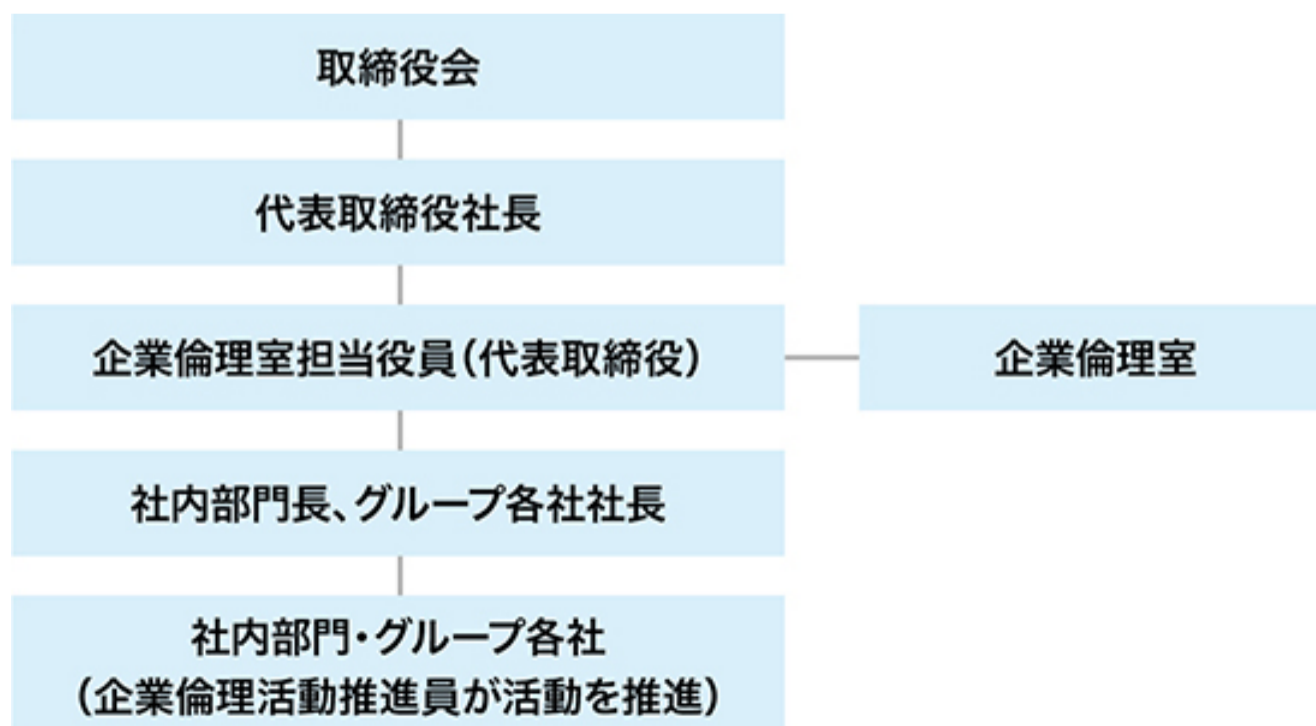 取締役会
代表取締役社長
企業倫理室担当役員（代表取締役）
企業倫理室
社内部門長、グループ各社社長
社内部門・グループ各社
（企業倫理活動推進員が活動を推進）